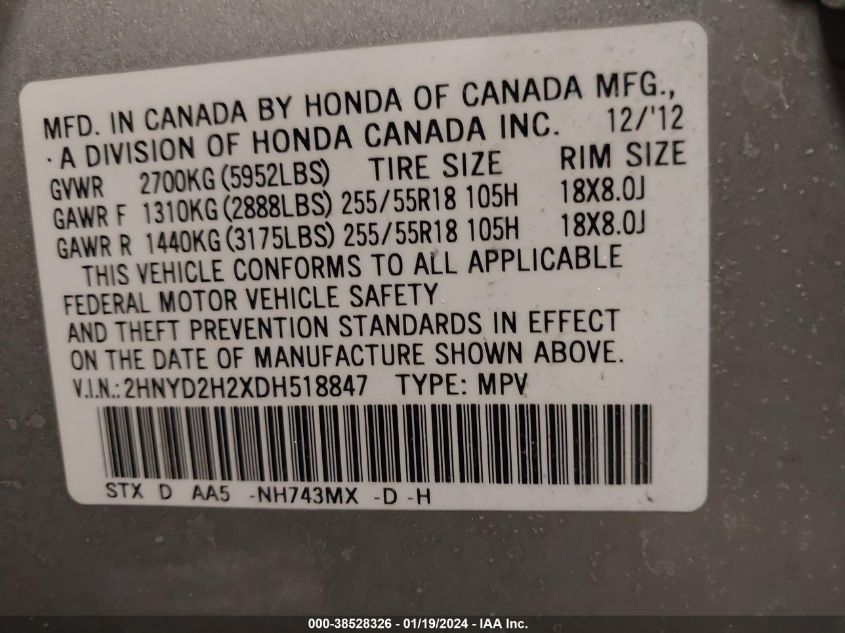 MFD. IN CANADA BY HONDA OF CANADA MFG.,
· A DIVISION OF HONDA CANADA INC. 12/'12
GVWR 2700KG (5952LBS) TIRE SIZE RIM SIZE
GAWR F 1310KG (2888LBS) 255/55R18 105H 18X8.0J
GAWR R 1440KG (3175LBS) 255/55R18 105H 18X8.0J
THIS VEHICLE CONFORMS TO ALL APPLICABLE
FEDERAL MOTOR VEHICLE SAFETY
AND THEFT PREVENTION STANDARDS IN EFFECT
ON THE DATE OF MANUFACTURE SHOWN ABOVE.
V.I.N.: 2HNYD2H2XDH518847 TYPE: MPV
STX D AA5 -NH743MX -D -H
000-38528326 - 01/19/2024 - IAA Inc.